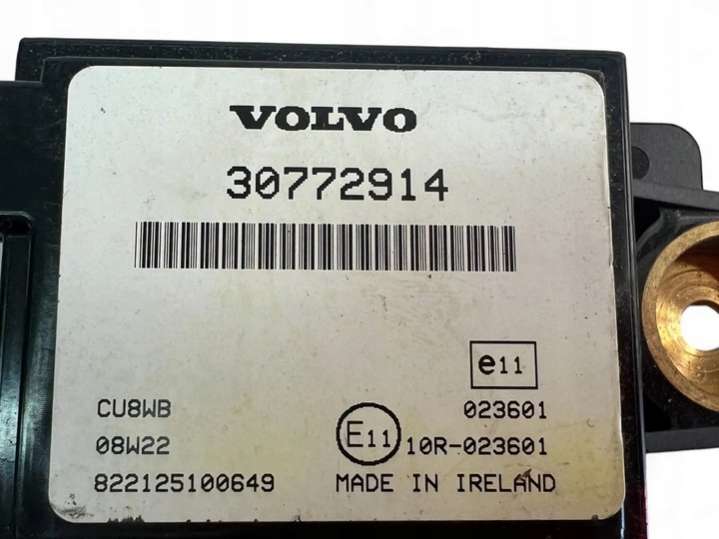 VOLVO
30772914
e11
CU8WB 023601
08W22 E11 10R-023601
822125100649 MADE IN IRELAND